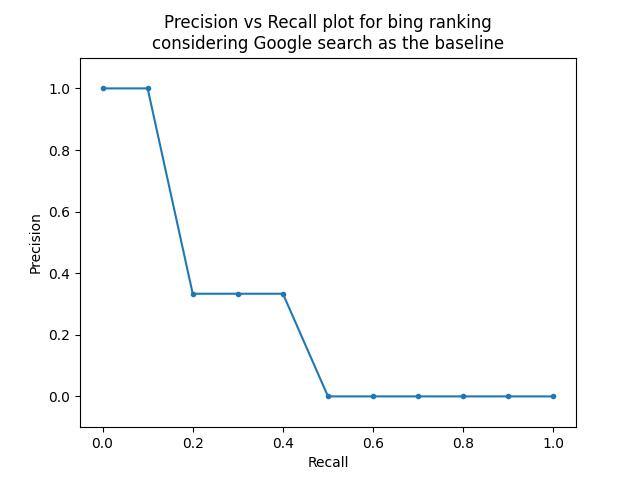 Precision vs Recall plot for bing ranking
considering Google search as the baseline
1.0
0.8
0.6
0.4
0.2
0.0
Precision
0.0 0.2 0.4 0.6 0.8 1.0
Recall